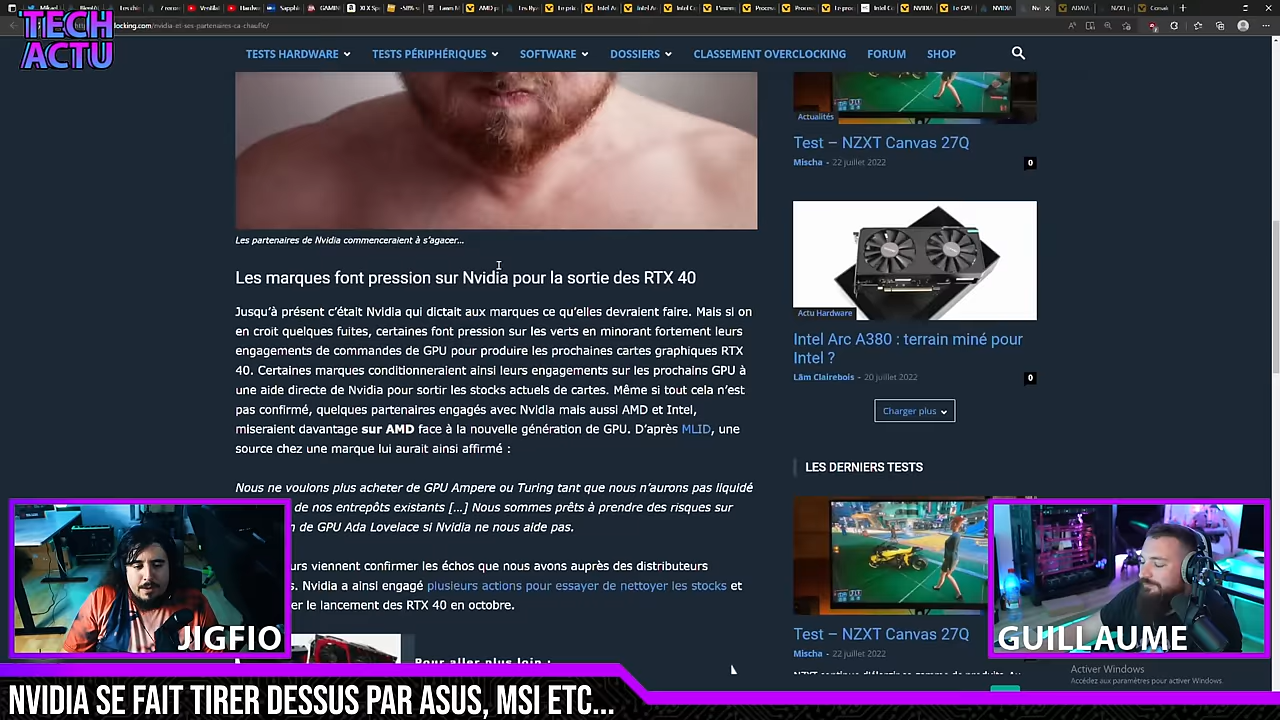 TECH
ACTU
locking.com/nvidia-et-ses-partenaires-ca-chauffe/
TESTS HARDWARE
TESTS PÉRIPHÉRIQUES
SOFTWARE
DOSSIERS
CLASSEMENT OVERCLOCKING
FORUM
SHOP
Les partenaires de Nvidia commenceraient à s'agacer...
Les marques font pression sur Nvidia pour la sortie des RTX 40
Jusqu'à présent c'était Nvidia qui dictait aux marques ce qu'elles devraient faire. Mais si on
en croit quelques fuites, certaines font pression sur les verts en minorant fortement leurs
engagements de commandes de GPU pour produire les prochaines cartes graphiques RTX
40. Certaines marques conditionneraient ainsi leurs engagements sur les prochains GPU à
une aide directe de Nvidia pour sortir les stocks actuels de cartes. Même si tout cela n'est
pas confirmé, quelques partenaires engagés avec Nvidia mais aussi AMD et Intel,
miseraient davantage sur AMD face à la nouvelle génération de GPU. D'après MLID, une
source chez une marque lui aurait ainsi affirmé :
Nous ne voulons plus acheter de GPU Ampere ou Turing tant que nous n'aurons pas liquidé
de nos entrepôts existants [...] Nous sommes prêts à prendre des risques sur
n de GPU Ada Lovelace si Nvidia ne nous aide pas.
urs viennent confirmer les échos que nous avons auprès des distributeurs
s. Nvidia a ainsi engagé plusieurs actions pour essayer de nettoyer les stocks et
er le lancement des RTX 40 en octobre.
Pour aller plus loin :
Actualités
Test – NZXT Canvas 27Q
Mischa - 22 juillet 2022
0
Actu Hardware
Intel Arc A380 : terrain miné pour
Intel ?
Lâm Clairebois - 20 juillet 2022
0
Charger plus
LES DERNIERS TESTS
Test – NZXT Canvas 27Q
Mischa - 22 juillet 2022
Activer Windows
Accédez aux paramètres pour activer Windows.
JIGFIO
GUILLAUME
NVIDIA SE FAIT TIRER DESSUS PAR ASUS, MSI ETC...